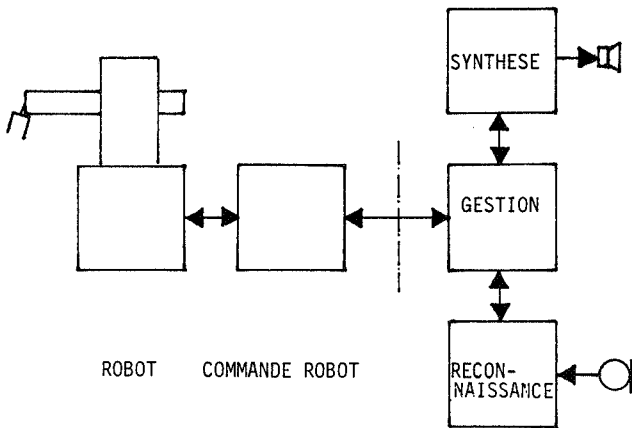 SYNTHESE
GESTION
ROBOT COMMANDE ROBOT
RECON-
NAISSANCE